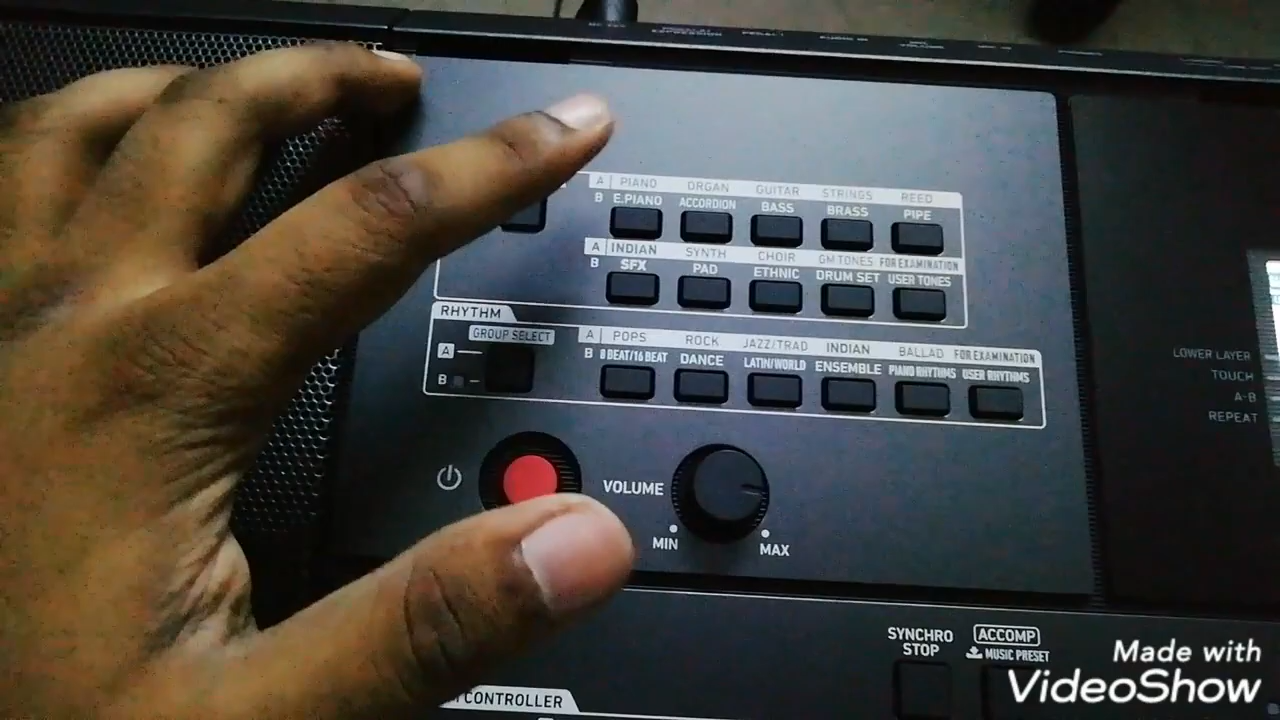 EXPRESSION
A PIANO ORGAN GUITAR STRINGS REED
B E.PIANO ACCORDION BASS BRASS PIPE
A INDIAN SYNTH CHOIR GM TONES FOR EXAMINATION
B SFX PAD ETHNIC DRUM SET USER TONES
RHYTHM
GROUP SELECT
A
B
A POPS ROCK JAZZ/TRAD INDIAN BALLAD FOR EXAMINATION
B 8 BEAT/16 BEAT DANCE LATIN/WORLD ENSEMBLE PIANO RHYTHMS USER RHYTHMS
LOWER LAYER
TOUCH
A-B
REPEAT
VOLUME
MIN
MAX
SYNCHRO
STOP
ACCOMP
MUSIC PRESET
CONTROLLER
Made with
VideoShow